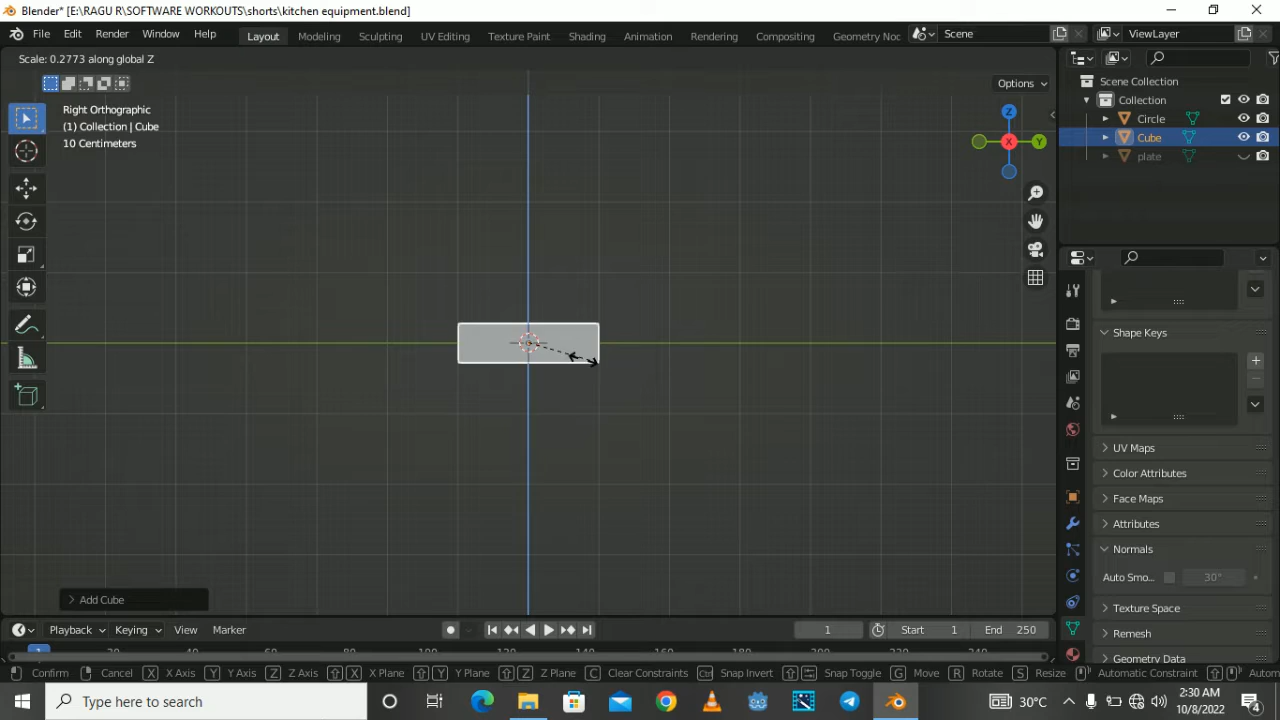 Blender* [E:\RAGU R\SOFTWARE WORKOUTS\shorts\kitchen equipment.blend]
File Edit Render Window Help Layout Modeling Sculpting UV Editing Texture Paint Shading Animation Rendering Compositing Geometry Noc Scene ViewLayer
Scale: 0.2773 along global Z
Options
Right Orthographic
(1) Collection | Cube
10 Centimeters
Z
X Y
Scene Collection
Collection
Circle
Cube
plate
Shape Keys
UV Maps
Color Attributes
Face Maps
Attributes
Normals
Auto Smo... 30°
Texture Space
Remesh
Geometry Data
Add Cube
Playback Keying View Marker 1 Start 1 End 250
Confirm Cancel X X Axis Y Y Axis Z Z Axis X X Plane Y Y Plane Z Z Plane C Clear Constraints Ctrl Snap Invert Snap Toggle G Move R Rotate S Resize Automatic Constraint Autom
Type here to search
30°C
2:30 AM
10/8/2022
4